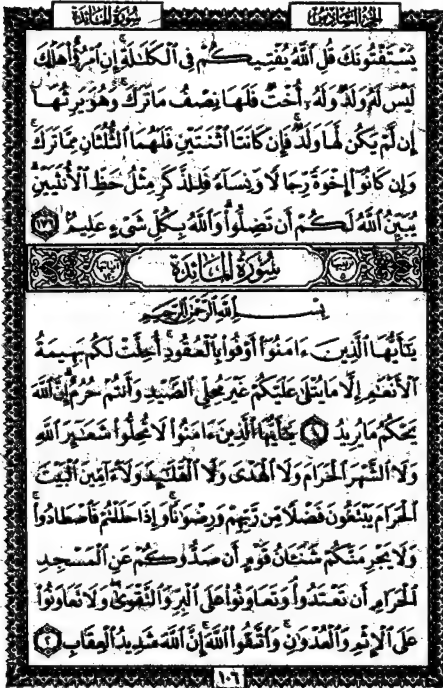 الجزء السادس
سورة المائدة
يَسْتَفْتُونَكَ قُلِ ٱللَّهُ يُفْتِيكُمْ فِى ٱلْكَلَـٰلَةِ ۚ إِنِ ٱمْرُؤٌا۟ هَلَكَ
لَيْسَ لَهُۥ وَلَدٌ وَلَهُۥٓ أُخْتٌ فَلَهَا نِصْفُ مَا تَرَكَ ۚ وَهُوَ يَرِثُهَآ
إِن لَّمْ يَكُن لَّهَا وَلَدٌ ۚ فَإِن كَانَتَا ٱثْنَتَيْنِ فَلَهُمَا ٱلثُّلُثَانِ مِمَّا تَرَكَ ۚ
وَإِن كَانُوٓا۟ إِخْوَةً رِّجَالًا وَنِسَآءً فَلِلذَّكَرِ مِثْلُ حَظِّ ٱلْأُنثَيَيْنِ ۗ
يُبَيِّنُ ٱللَّهُ لَكُمْ أَن تَضِلُّوا۟ ۗ وَٱللَّهُ بِكُلِّ شَىْءٍ عَلِيمٌۢ ١٧٦
سُورَةُ المَائِدَةِ
بِسْمِ ٱللَّهِ ٱلرَّحْمَـٰنِ ٱلرَّحِيمِ
يَـٰٓأَيُّهَا ٱلَّذِينَ ءَامَنُوٓا۟ أَوْفُوا۟ بِٱلْعُقُودِ ۚ أُحِلَّتْ لَكُم بَهِيمَةُ
ٱلْأَنْعَـٰمِ إِلَّا مَا يُتْلَىٰ عَلَيْكُمْ غَيْرَ مُحِلِّى ٱلصَّيْدِ وَأَنتُمْ حُرُمٌ ۗ إِنَّ ٱللَّهَ
يَحْكُمُ مَا يُرِيدُ ١ يَـٰٓأَيُّهَا ٱلَّذِينَ ءَامَنُوا۟ لَا تُحِلُّوا۟ شَعَـٰٓئِرَ ٱللَّهِ
وَلَا ٱلشَّهْرَ ٱلْحَرَامَ وَلَا ٱلْهَدْىَ وَلَا ٱلْقَلَـٰٓئِدَ وَلَآ ءَآمِّينَ ٱلْبَيْتَ
ٱلْحَرَامَ يَبْتَغُونَ فَضْلًا مِّن رَّبِّهِمْ وَرِضْوَٰنًا ۚ وَإِذَا حَلَلْتُمْ فَٱصْطَادُوا۟ ۚ
وَلَا يَجْرِمَنَّكُمْ شَنَـَٔانُ قَوْمٍ أَن صَدُّوكُمْ عَنِ ٱلْمَسْجِدِ
ٱلْحَرَامِ أَن تَعْتَدُوا۟ ۘ وَتَعَاوَنُوا۟ عَلَى ٱلْبِرِّ وَٱلتَّقْوَىٰ ۖ وَلَا تَعَاوَنُوا۟
عَلَى ٱلْإِثْمِ وَٱلْعُدْوَٰنِ ۚ وَٱتَّقُوا۟ ٱللَّهَ ۖ إِنَّ ٱللَّهَ شَدِيدُ ٱلْعِقَابِ ٢
١٠٦